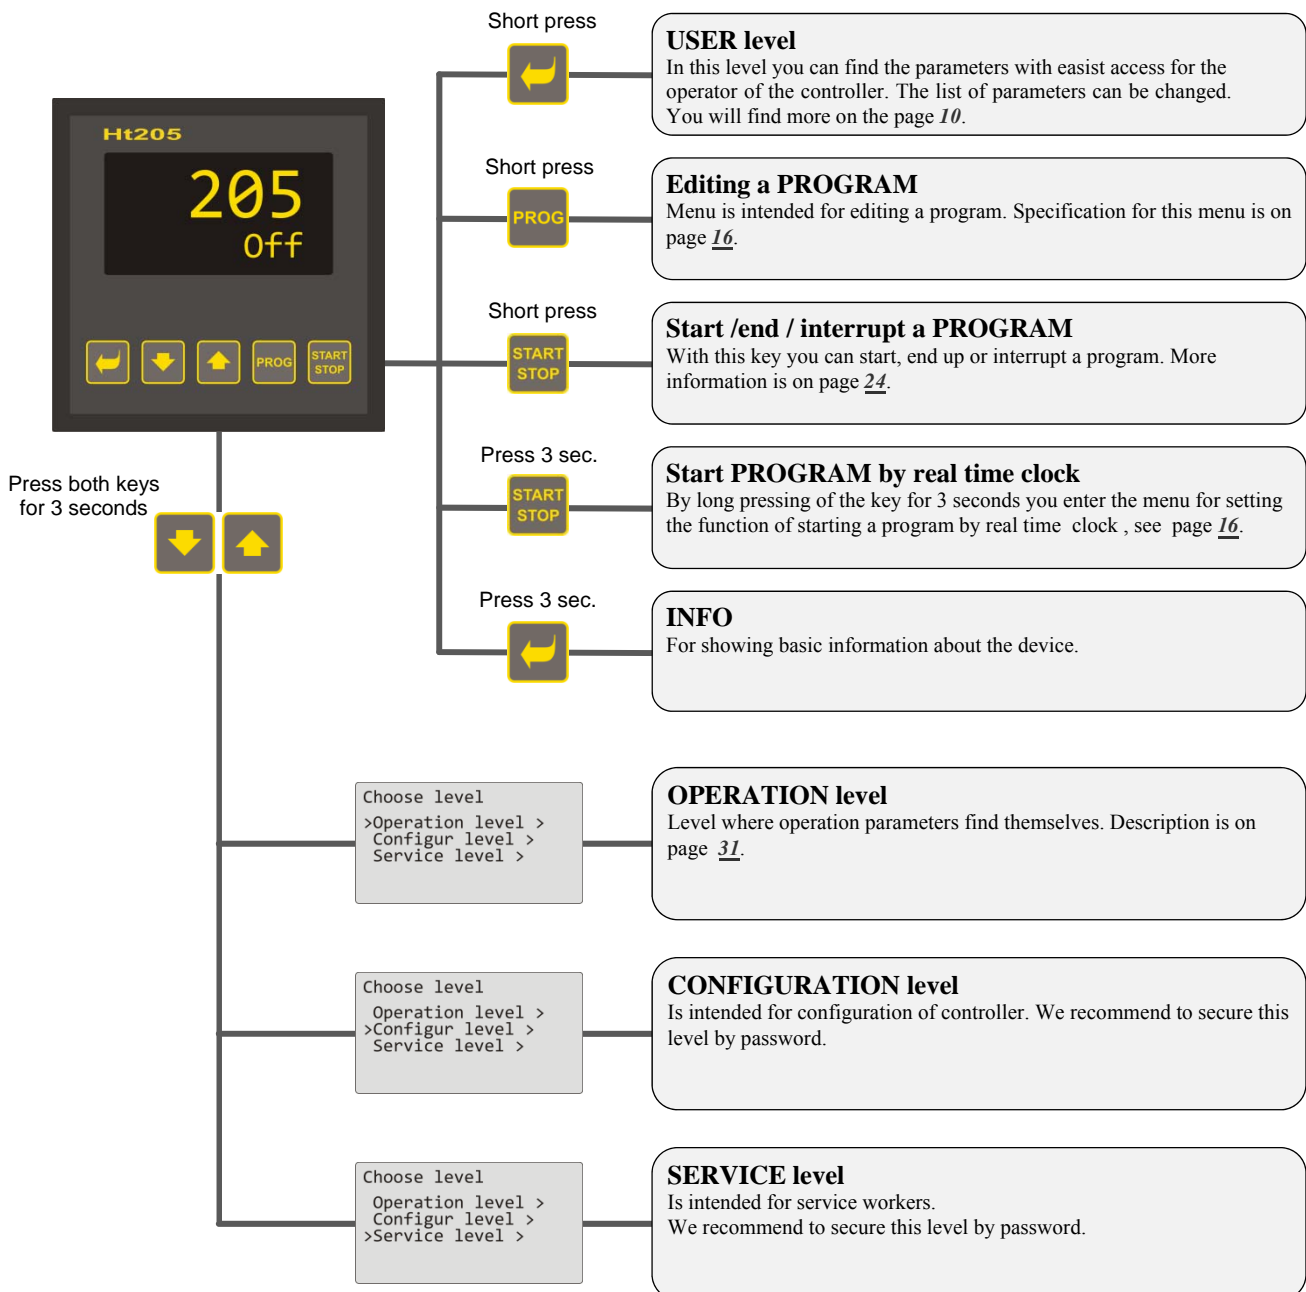 Short press
USER level
In this level you can find the parameters with easist access for the
operator of the controller. The list of parameters can be changed.
You will find more on the page 10.
Ht205
205
Off
PROG
START
STOP
Short press
PROG
Editing a PROGRAM
Menu is intended for editing a program. Specification for this menu is on
page 16.
Short press
START
STOP
Start /end / interrupt a PROGRAM
With this key you can start, end up or interrupt a program. More
information is on page 24.
Press 3 sec.
START
STOP
Start PROGRAM by real time clock
By long pressing of the key for 3 seconds you enter the menu for setting
the function of starting a program by real time clock , see page 16.
Press both keys
for 3 seconds
Press 3 sec.
INFO
For showing basic information about the device.
Choose level
>Operation level >
Configur level >
Service level >
OPERATION level
Level where operation parameters find themselves. Description is on
page 31.
Choose level
Operation level >
>Configur level >
Service level >
CONFIGURATION level
Is intended for configuration of controller. We recommend to secure this
level by password.
Choose level
Operation level >
Configur level >
>Service level >
SERVICE level
Is intended for service workers.
We recommend to secure this level by password.